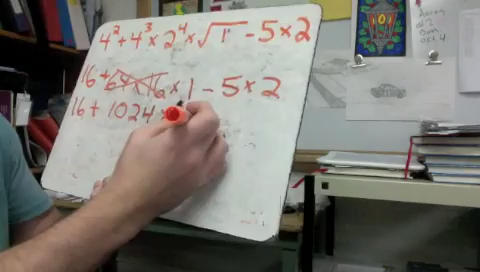 4² + 4³ × 2⁴ × √1 − 5 × 2
16 + 64 × 16 × 1 − 5 × 2
16 + 1024 ×